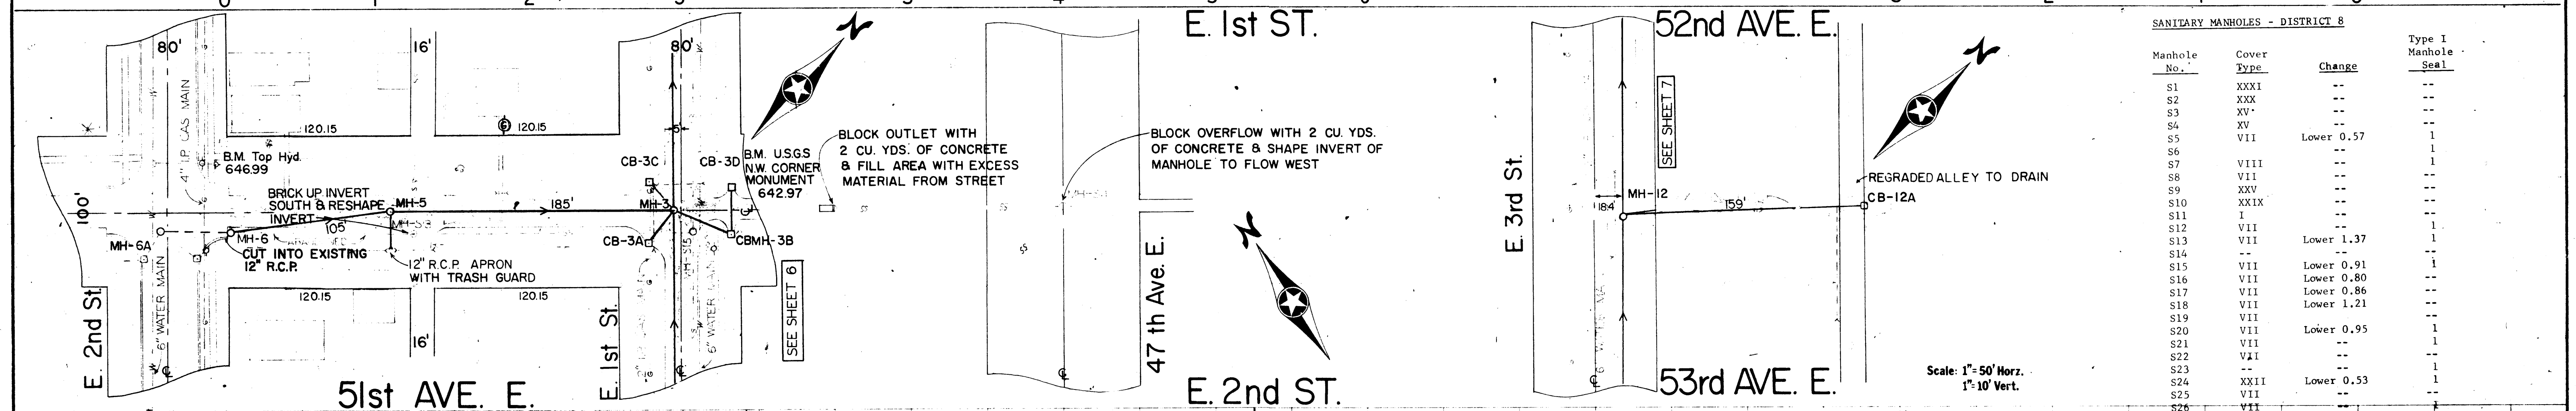 80'
16'
80'
4" I.P. GAS MAIN
120.15
120.15
B.M. Top Hyd.
646.99
BRICK UP INVERT
SOUTH & RESHAPE
INVERT
MH-5
185'
105'
100'
MH-6A
MH-6
CUT INTO EXISTING
12" R.C.P.
12" R.C.P. APRON
WITH TRASH GUARD
120.15
120.15
16'
6" WATER MAIN
E. 2nd St.
51st AVE. E.
E. 1st St.
5'
CB-3C
CB-3D
MH-3
CB-3A
CBMH-3B
6" WATER MAIN
B.M. U.S.G.S
N.W. CORNER
MONUMENT
642.97
SEE SHEET 6
BLOCK OUTLET WITH
2 CU. YDS. OF CONCRETE
& FILL AREA WITH EXCESS
MATERIAL FROM STREET
E. 1st ST.
BLOCK OVERFLOW WITH 2 CU. YDS.
OF CONCRETE & SHAPE INVERT OF
MANHOLE TO FLOW WEST
47th Ave. E.
E. 2nd ST.
52nd AVE. E.
SEE SHEET 7
E. 3rd St.
MH-12
18.4'
159'
REGRADED ALLEY TO DRAIN
CB-12A
53rd AVE. E.
Scale: 1"= 50' Horz.
1"= 10' Vert.
SANITARY MANHOLES - DISTRICT 8
Manhole No. Cover Type Change Type I Manhole Seal
S1 XXXI -- --
S2 XXX -- --
S3 XV -- --
S4 XV -- --
S5 VII Lower 0.57 1
S6 -- 1
S7 VIII -- 1
S8 VII -- --
S9 XXV -- --
S10 XXIX -- --
S11 I -- --
S12 VII -- 1
S13 VII Lower 1.37 1
S14 -- -- --
S15 VII Lower 0.91 1
S16 VII Lower 0.80 --
S17 VII Lower 0.86 --
S18 VII Lower 1.21 --
S19 VII -- --
S20 VII Lower 0.95 1
S21 VII -- 1
S22 VII -- --
S23 -- -- 1
S24 XXII Lower 0.53 1
S25 VII -- --
S26 VII -- 1